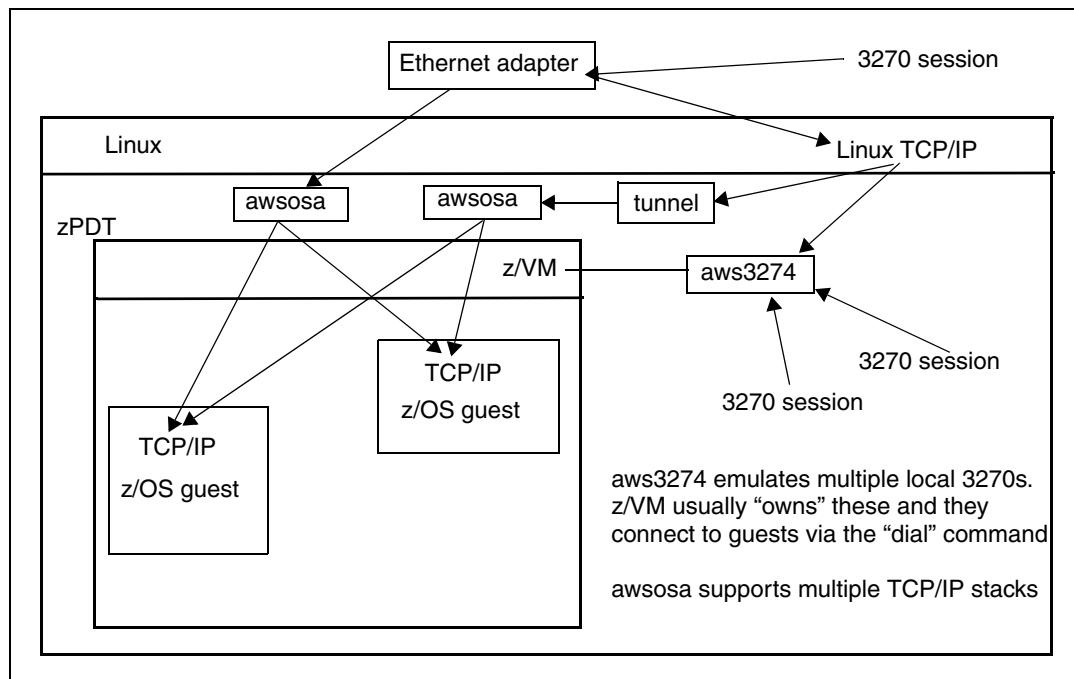 Ethernet adapter
3270 session
Linux
Linux TCP/IP
awsosa
awsosa
tunnel
zPDT
z/VM
aws3274
TCP/IP
z/OS guest
3270 session
3270 session
TCP/IP
z/OS guest
aws3274 emulates multiple local 3270s.
z/VM usually “owns” these and they
connect to guests via the “dial” command
awsosa supports multiple TCP/IP stacks